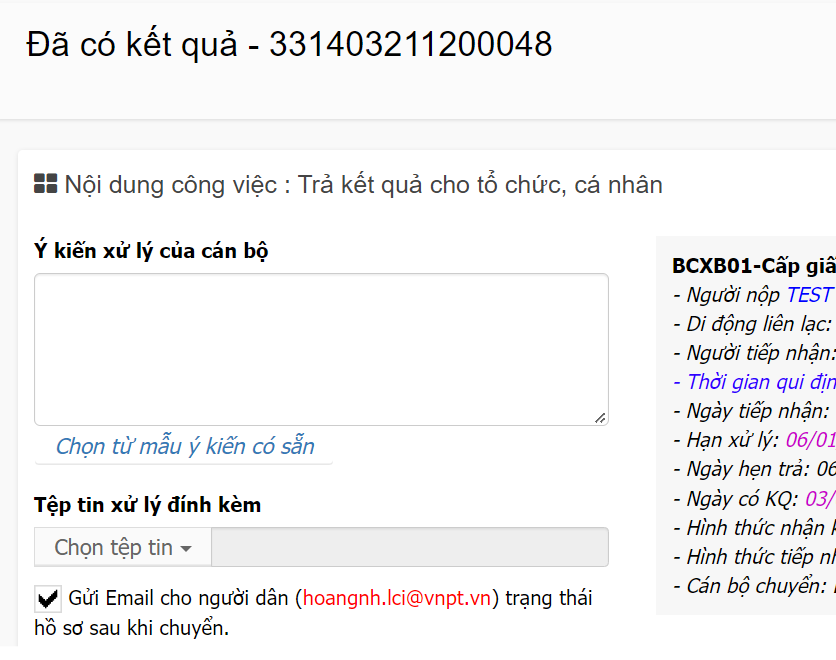 Đã có kết quả - 331403211200048
Nội dung công việc : Trả kết quả cho tổ chức, cá nhân
Ý kiến xử lý của cán bộ
Chọn từ mẫu ý kiến có sẵn
Tệp tin xử lý đính kèm
Chọn tệp tin
Gửi Email cho người dân (hoangnh.lci@vnpt.vn) trạng thái
hồ sơ sau khi chuyển.
BCXB01-Cấp
- Người nộp TEST
- Di động liên lạc:
- Người tiếp nhận:
- Thời gian qui
- Ngày tiếp nhận:
- Hạn xử lý: 06/01
- Ngày hẹn trả: 06
- Ngày có KQ: 03/
- Hình thức nhận
- Hình thức tiếp
- Cán bộ chuyển: